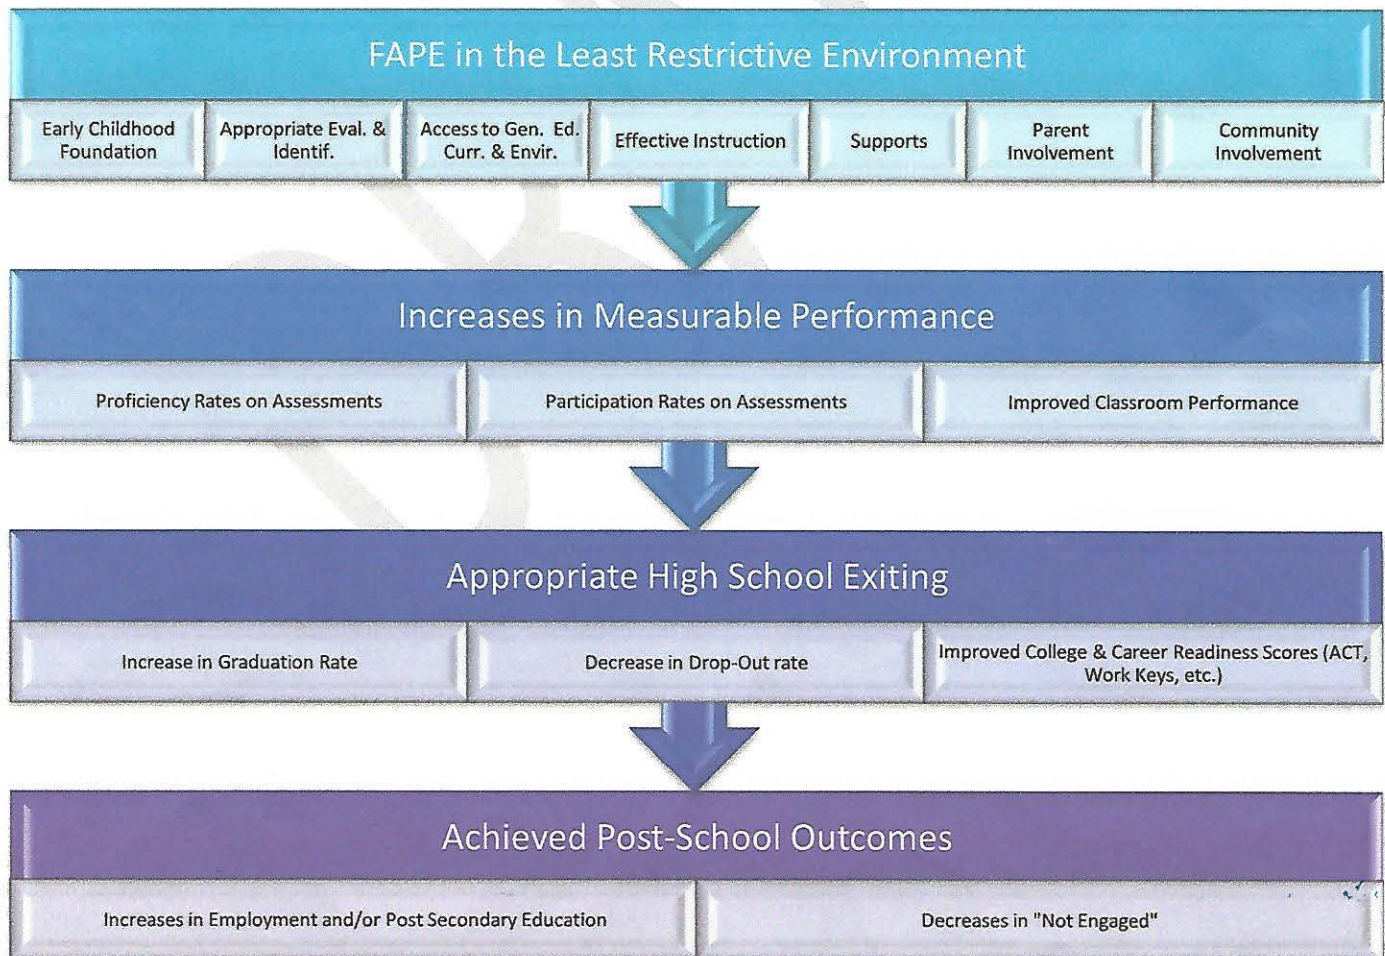 FAPE in the Least Restrictive Environment
Early Childhood
Foundation
Appropriate Eval. &
Identif.
Access to Gen. Ed.
Curr. & Envir.
Effective Instruction
Supports
Parent
Involvement
Community
Involvement
Increases in Measurable Performance
Proficiency Rates on Assessments
Participation Rates on Assessments
Improved Classroom Performance
Appropriate High School Exiting
Increase in Graduation Rate
Decrease in Drop-Out rate
Improved College & Career Readiness Scores (ACT,
Work Keys, etc.)
Achieved Post-School Outcomes
Increases in Employment and/or Post Secondary Education
Decreases in "Not Engaged"